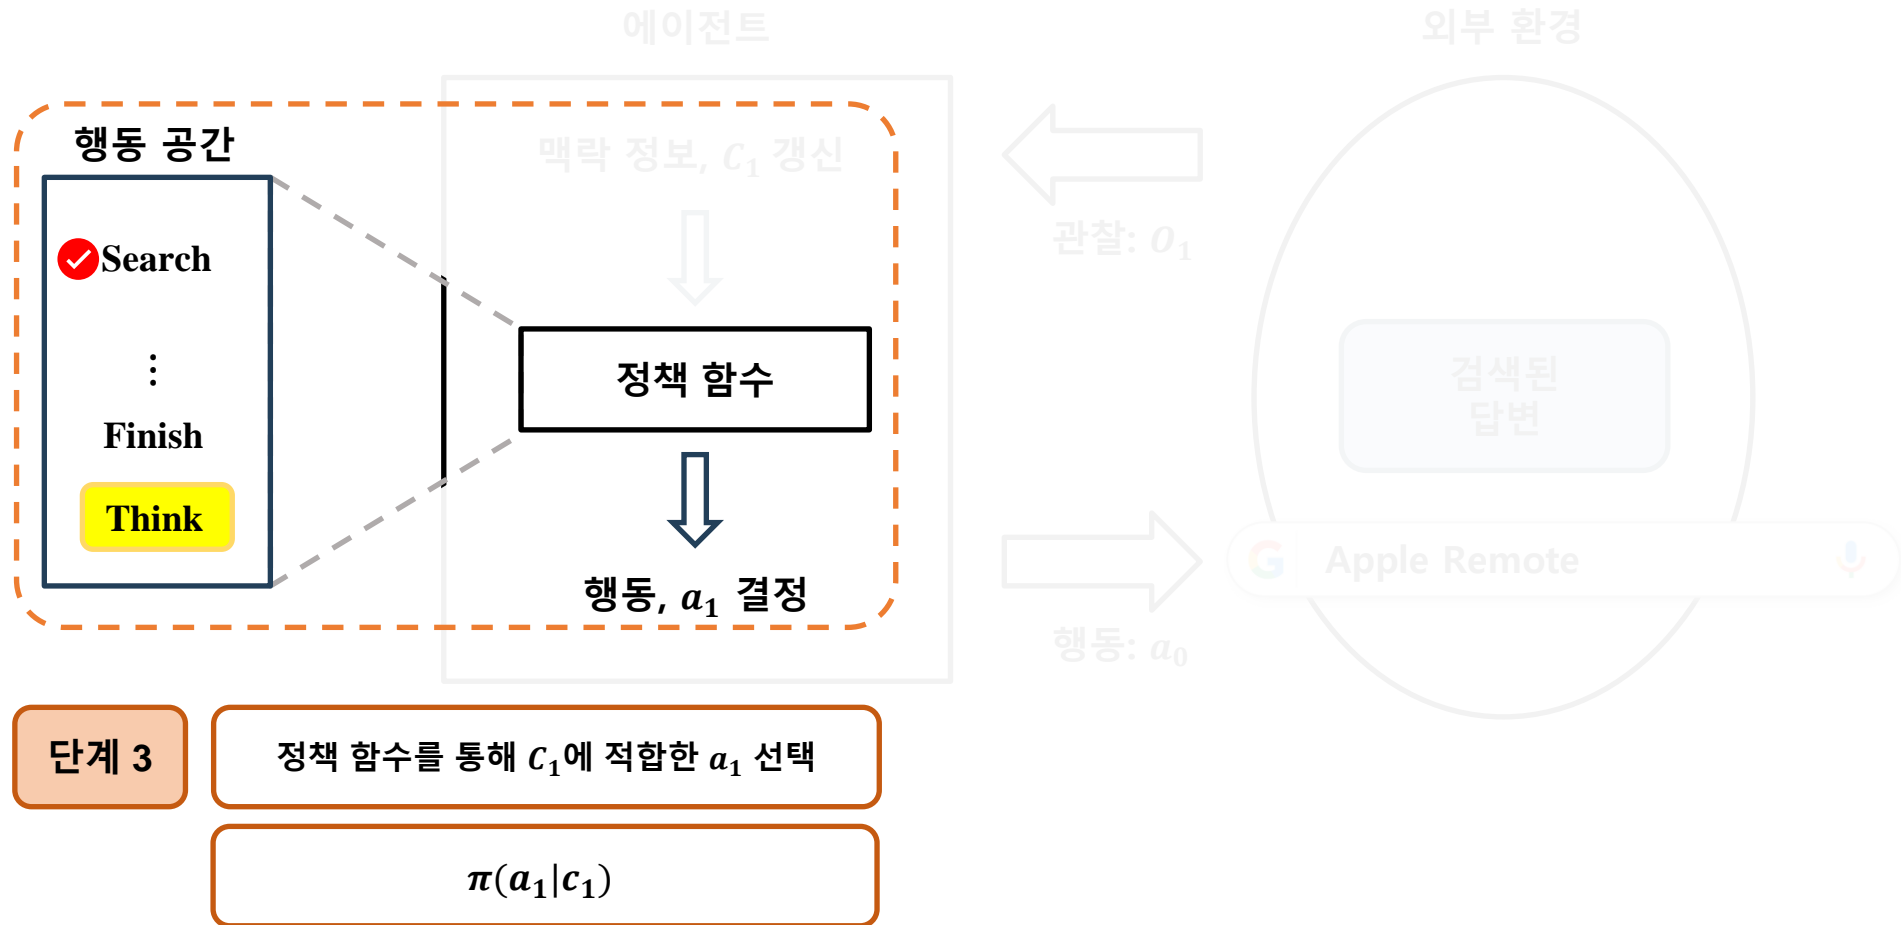 에이전트
외부 환경
행동 공간
맥락 정보, C₁ 갱신
Search
⋮
Finish
Think
정책 함수
행동, a₁ 결정
관찰: O₁
검색된
답변
G Apple Remote
행동: a₀
단계 3
정책 함수를 통해 C₁에 적합한 a₁ 선택
π(a₁|c₁)